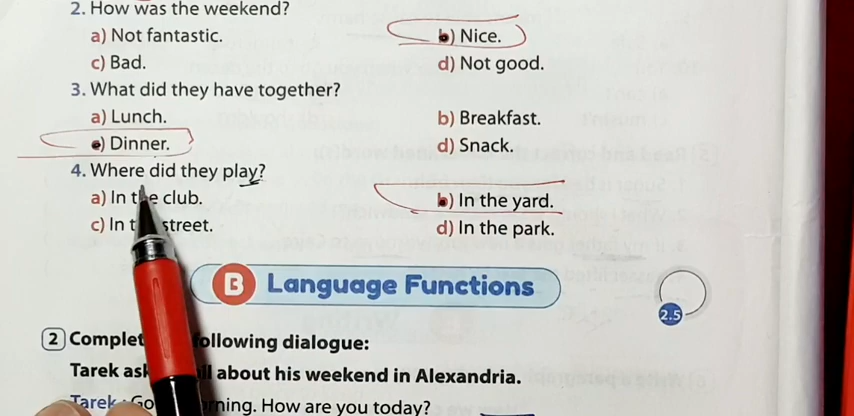 2. How was the weekend?
a) Not fantastic. b) Nice.
c) Bad. d) Not good.
3. What did they have together?
a) Lunch. b) Breakfast.
c) Dinner. d) Snack.
4. Where did they play?
a) In the club. b) In the yard.
c) In t street. d) In the park.
B Language Functions
2.5
2 Complet following dialogue:
Tarek ask about his weekend in Alexandria.
Tarek: Go rning. How are you today?